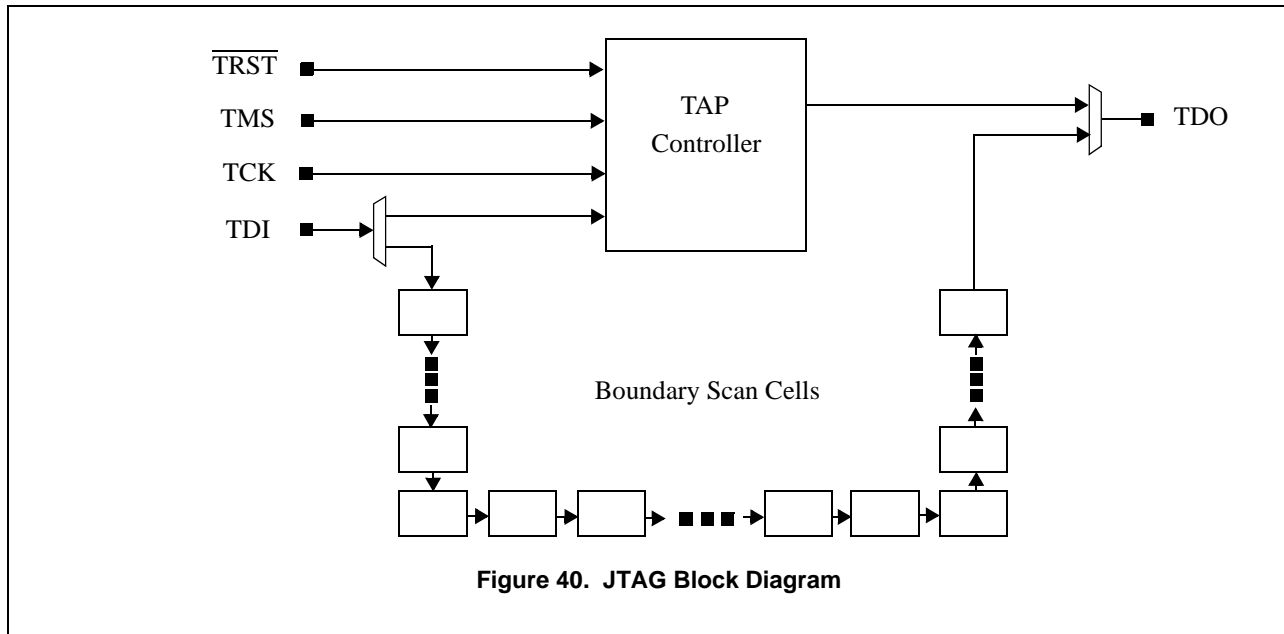 TRST
TMS
TCK
TDI
TAP
Controller
TDO
Boundary Scan Cells
Figure 40. JTAG Block Diagram